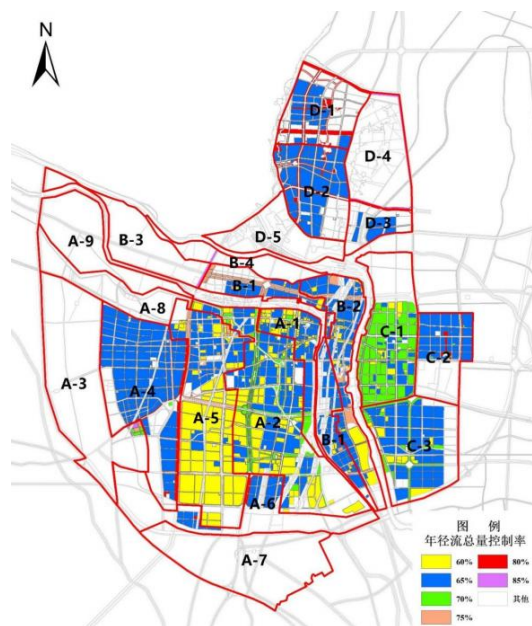 N
D-1
D-4
D-2
D-3
A-9
B-3
D-5
B-4
B-1
B-2
A-8
A-1
C-1
C-2
A-3
A-4
A-5
A-2
B-1
C-3
A-6
A-7
图 例
年径流总量控制率
60% 80%
65% 85%
70% 其他
75%